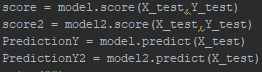 score = model.score(X_test,Y_test)
score2 = model2.score(X_test,Y_test)
PredictionY = model.predict(X_test)
PredictionY2 = model2.predict(X_test)